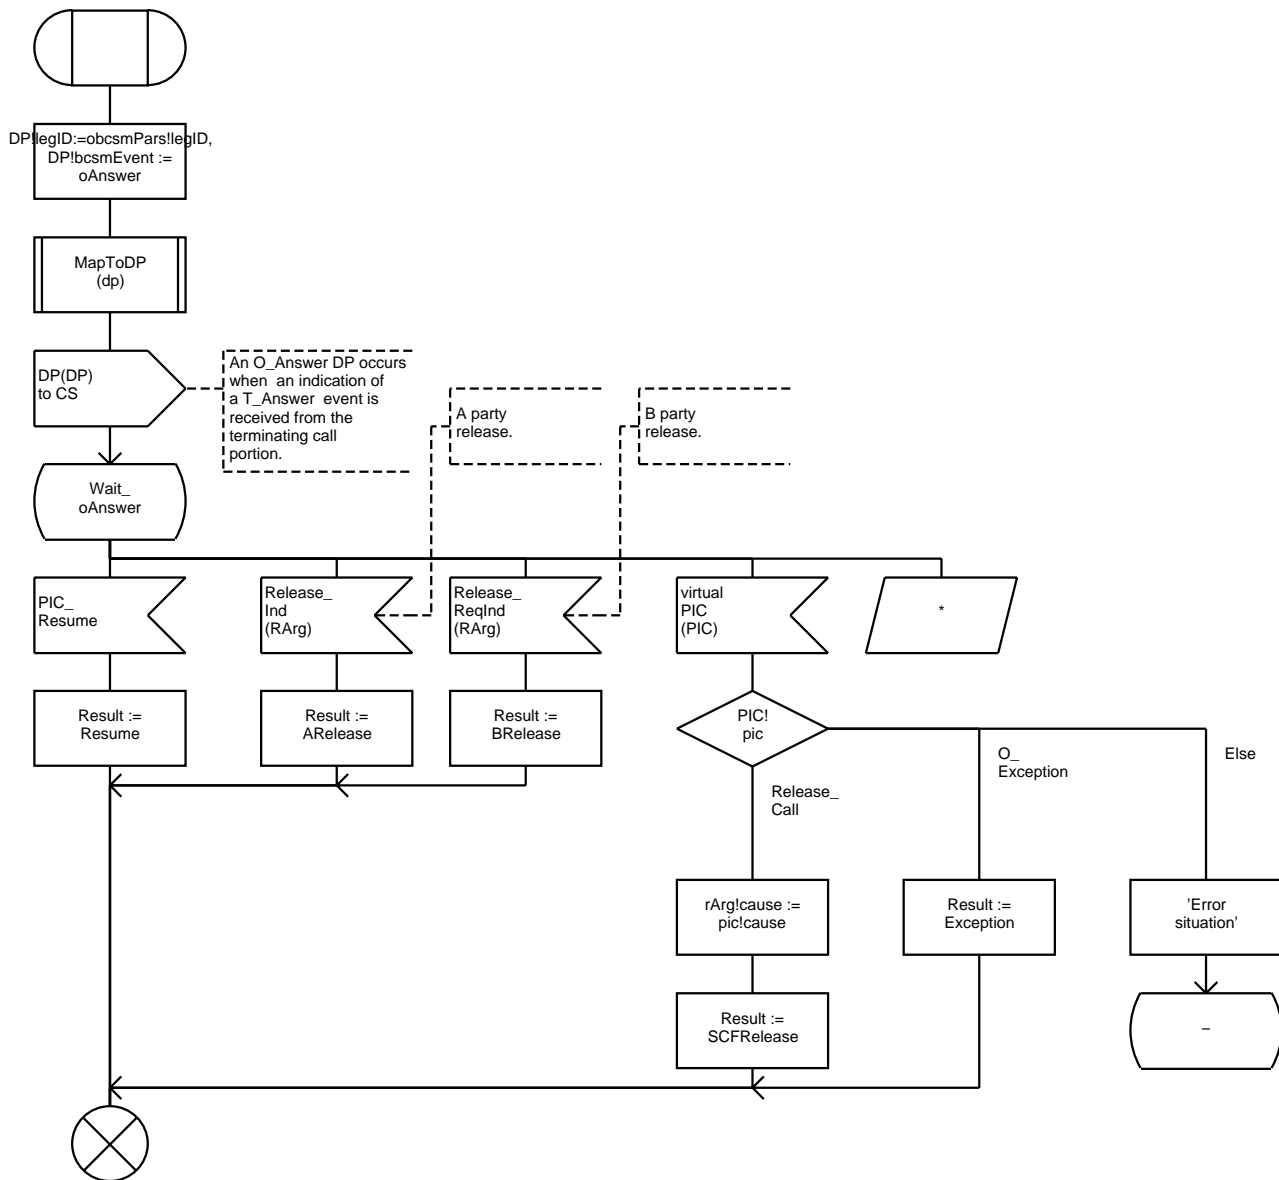 DP!legID:=obcsmPars!legID,
DP!bcsmEvent :=
oAnswer
MapToDP
(dp)
DP(DP)
to CS
An O_Answer DP occurs
when an indication of
a T_Answer event is
received from the
terminating call
portion.
A party
release.
B party
release.
Wait_
oAnswer
PIC_
Resume
Release_
Ind
(RArg)
Release_
ReqInd
(RArg)
virtual
PIC
(PIC)
*
Result :=
Resume
Result :=
ARelease
Result :=
BRelease
PIC!
pic
O_
Exception
Else
Release_
Call
rArg!cause :=
pic!cause
Result :=
Exception
'Error
situation'
Result :=
SCFRelease
–